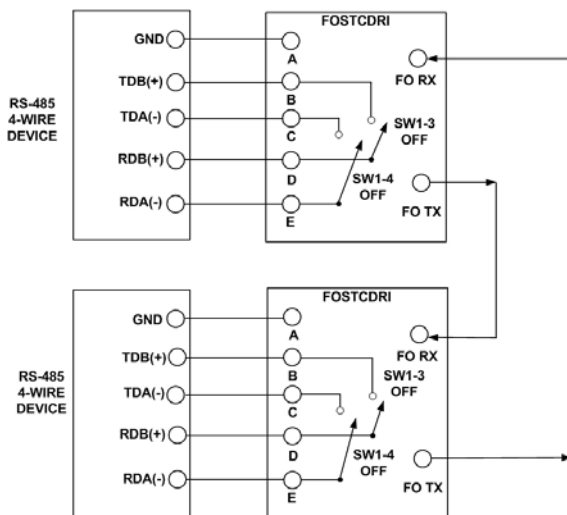 FOSTCDRI
GND
A
FO RX
TDB(+)
B
RS-485
4-WIRE
DEVICE
TDA(-)
C
SW1-3
OFF
RDB(+)
D
SW1-4
OFF
RDA(-)
E
FO TX
FOSTCDRI
GND
A
FO RX
TDB(+)
B
RS-485
4-WIRE
DEVICE
TDA(-)
C
SW1-3
OFF
RDB(+)
D
SW1-4
OFF
RDA(-)
E
FO TX